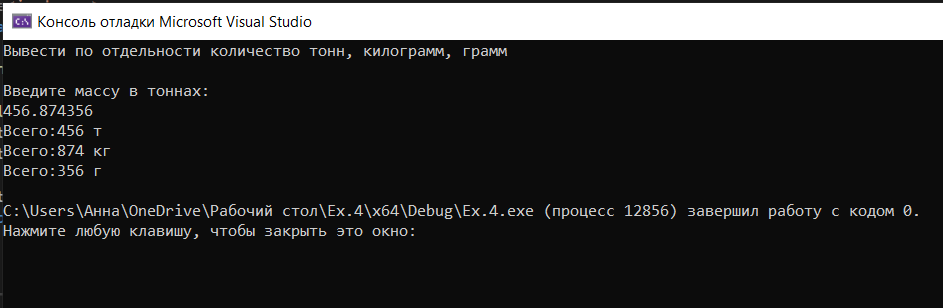 Консоль отладки Microsoft Visual Studio
Вывести по отдельности количество тонн, килограмм, грамм
Введите массу в тоннах:
456.874356
Всего:456 т
Всего:874 кг
Всего:356 г
C:\Users\Анна\OneDrive\Рабочий стол\Ex.4\x64\Debug\Ex.4.exe (процесс 12856) завершил работу с кодом 0.
Нажмите любую клавишу, чтобы закрыть это окно: